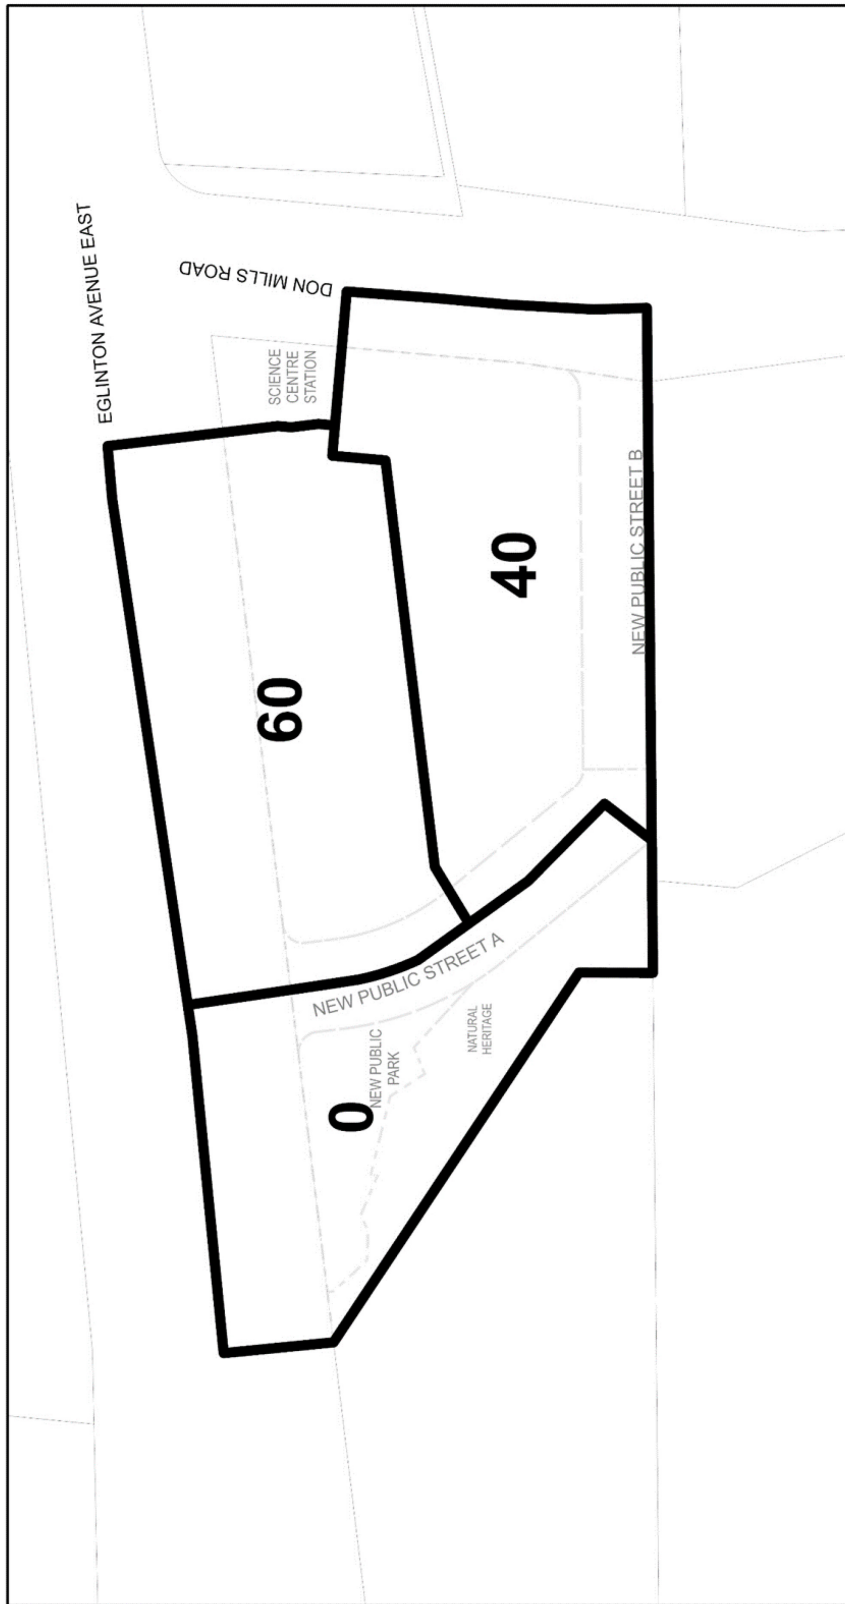 EGLINTON AVENUE EAST
DON MILLS ROAD
SCIENCE
CENTRE
STATION
60
40
NEW PUBLIC STREET B
NEW PUBLIC STREET A
NEW PUBLIC
PARK
0
NATURAL
HERITAGE